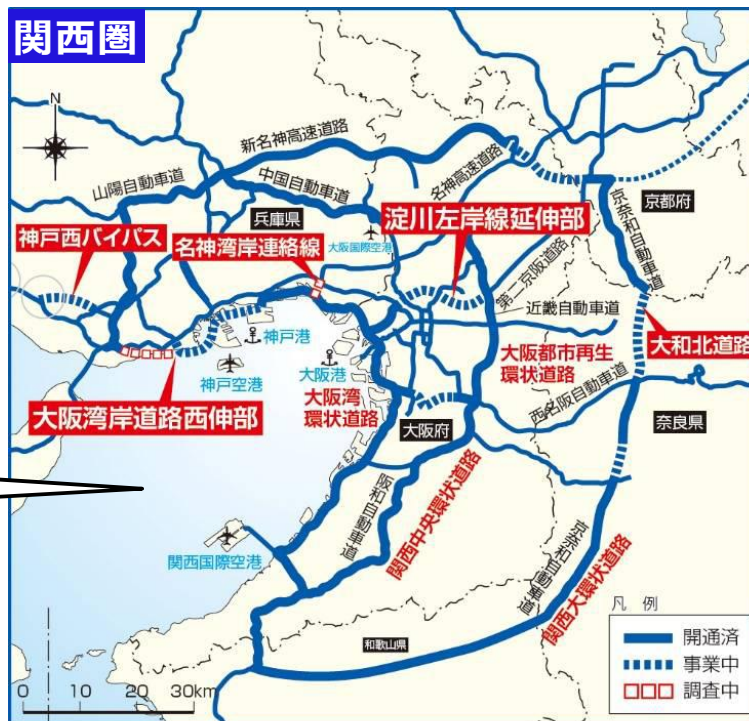 関西圏
N
新名神高速道路
名神高速道路
山陽自動車道
中国自動車道
兵庫県
京都府
京奈和自動車道
神戸西バイパス
名神湾岸連絡線
大阪国際空港
淀川左岸線延伸部
第二京阪道路
近畿自動車道
神戸港
大阪都市再生
環状道路
大和北道路
神戸空港
大阪港
大阪湾岸道路西伸部
大阪湾
環状道路
西名阪自動車道
大阪府
奈良県
阪和自動車道
関西中央環状道路
関西国際空港
京奈和自動車道
関西大環状道路
和歌山県
凡 例
開通済
事業中
調査中
0 10 20 30km